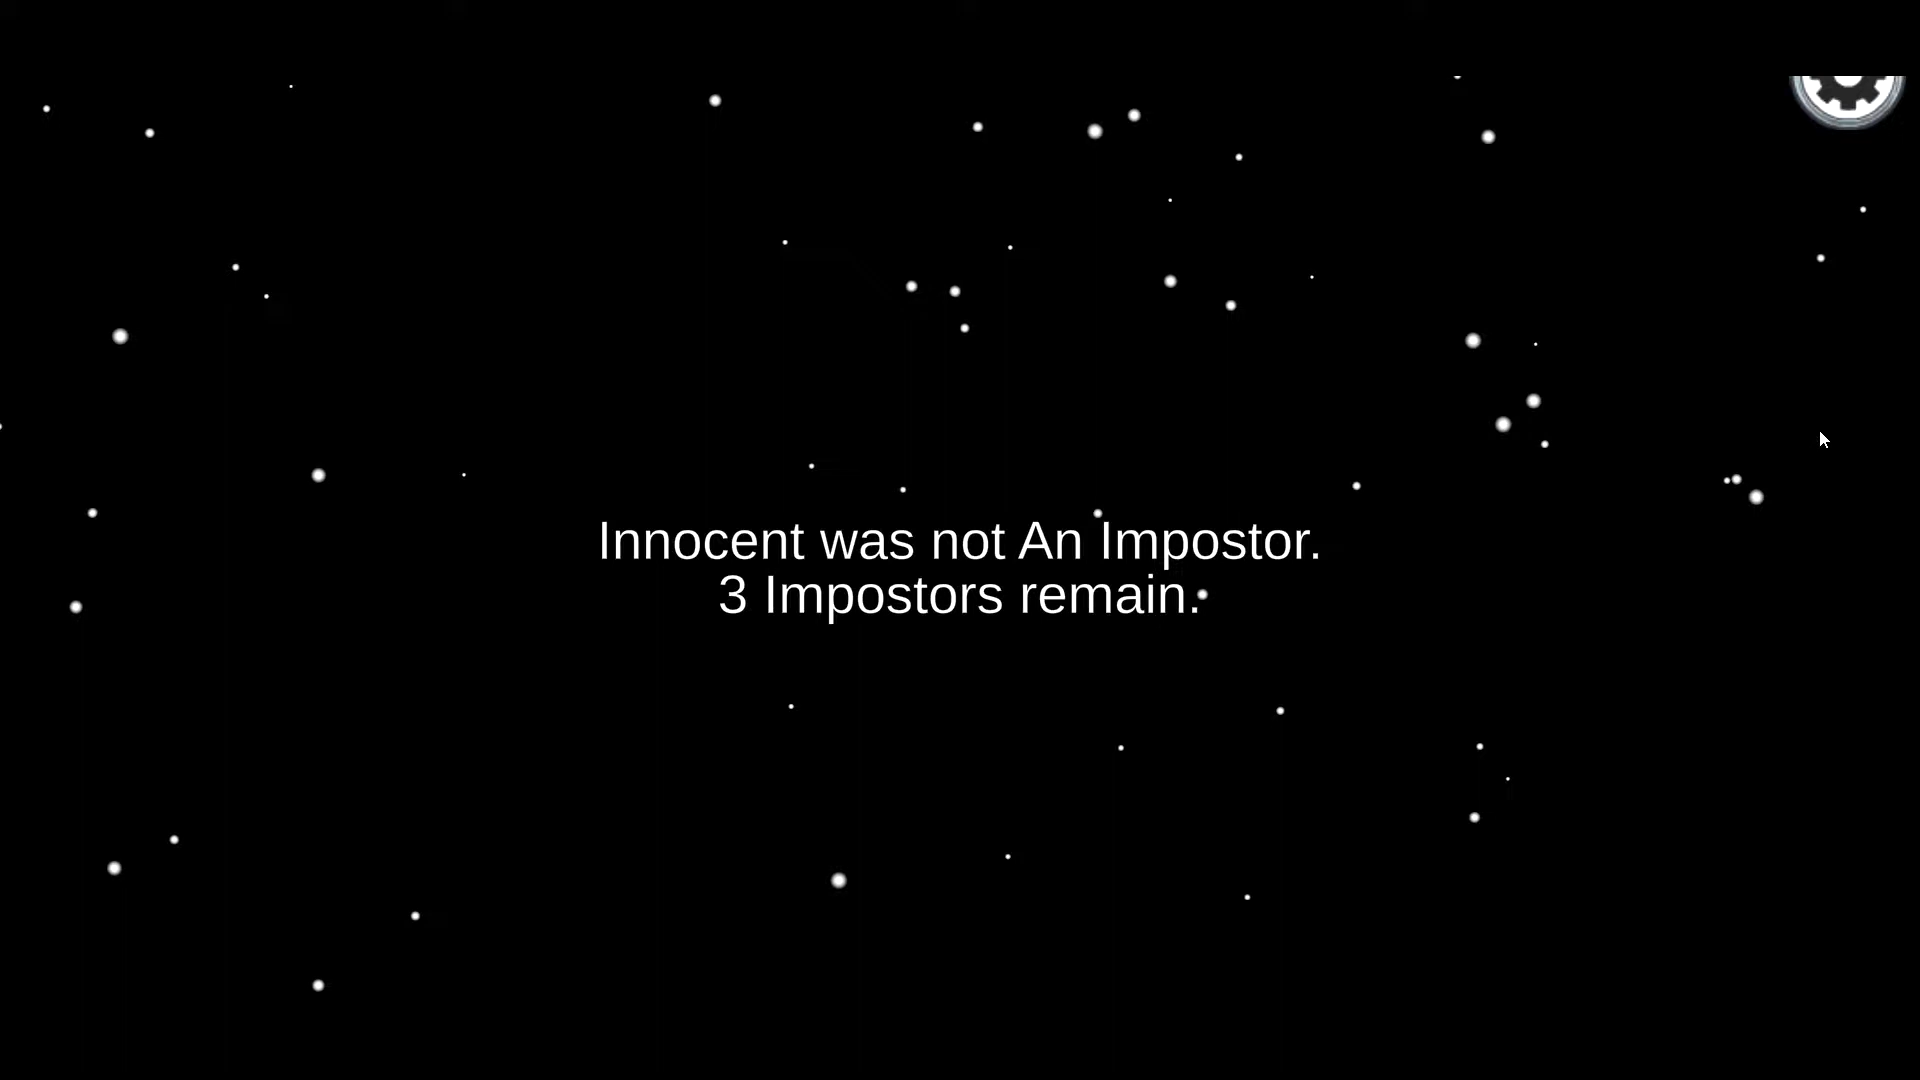 Innocent was not An Impostor.
3 Impostors remain.